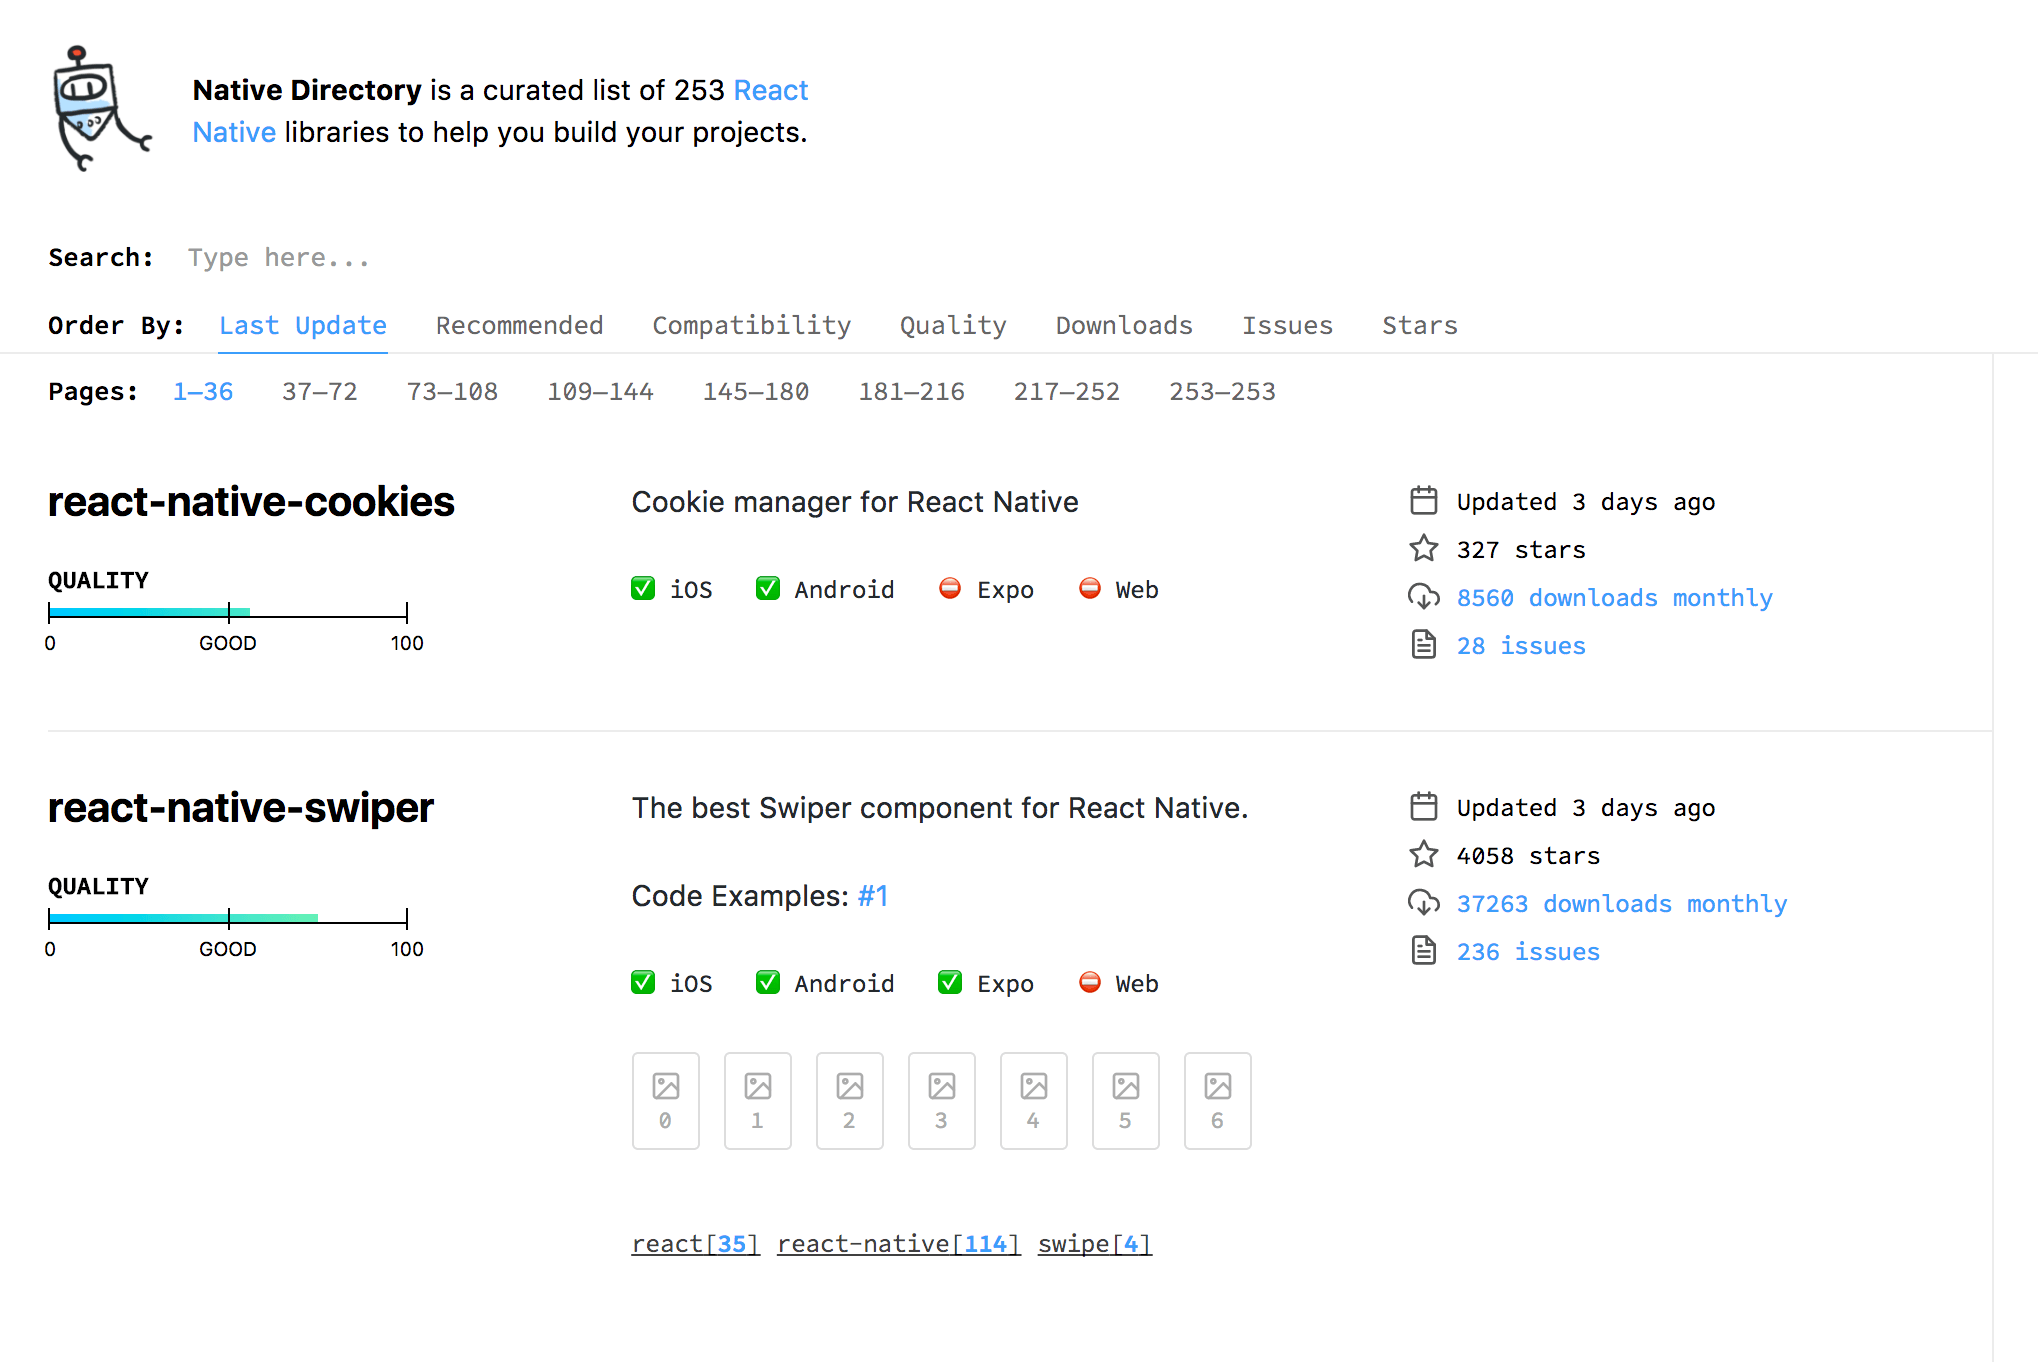 Native Directory is a curated list of 253 React
Native libraries to help you build your projects.
Search: Type here...
Order By: Last Update Recommended Compatibility Quality Downloads Issues Stars
Pages: 1–36 37–72 73–108 109–144 145–180 181–216 217–252 253–253
react-native-cookies
Cookie manager for React Native
Updated 3 days ago
327 stars
8560 downloads monthly
28 issues
QUALITY
0 GOOD 100
iOS Android Expo Web
react-native-swiper
The best Swiper component for React Native.
Updated 3 days ago
4058 stars
37263 downloads monthly
236 issues
QUALITY
0 GOOD 100
Code Examples: #1
iOS Android Expo Web
0 1 2 3 4 5 6
react[35] react-native[114] swipe[4]